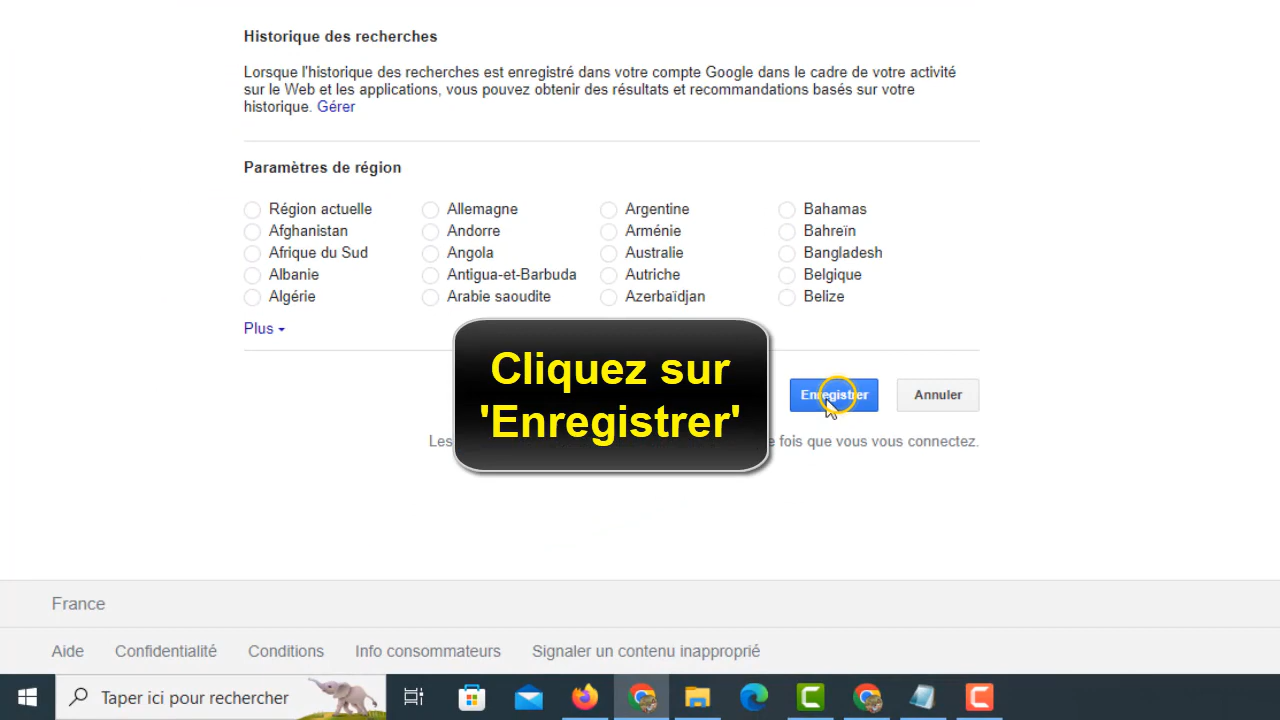 Historique des recherches
Lorsque l'historique des recherches est enregistré dans votre compte Google dans le cadre de votre activité
sur le Web et les applications, vous pouvez obtenir des résultats et recommandations basés sur votre
historique. Gérer
Paramètres de région
Région actuelle Allemagne Argentine Bahamas
Afghanistan Andorre Arménie Bahreïn
Afrique du Sud Angola Australie Bangladesh
Albanie Antigua-et-Barbuda Autriche Belgique
Algérie Arabie saoudite Azerbaïdjan Belize
Plus
Cliquez sur
'Enregistrer'
Enregistrer Annuler
Les fois que vous vous connectez.
France
Aide Confidentialité Conditions Info consommateurs Signaler un contenu inapproprié
Taper ici pour rechercher